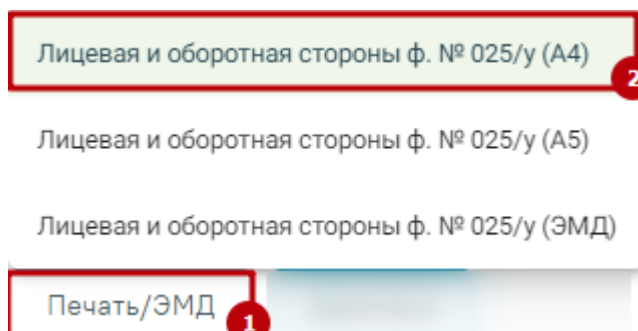 Лицевая и оборотная стороны ф. № 025/у (А4)
2
Лицевая и оборотная стороны ф. № 025/у (А5)
Лицевая и оборотная стороны ф. № 025/у (ЭМД)
Печать/ЭМД
1